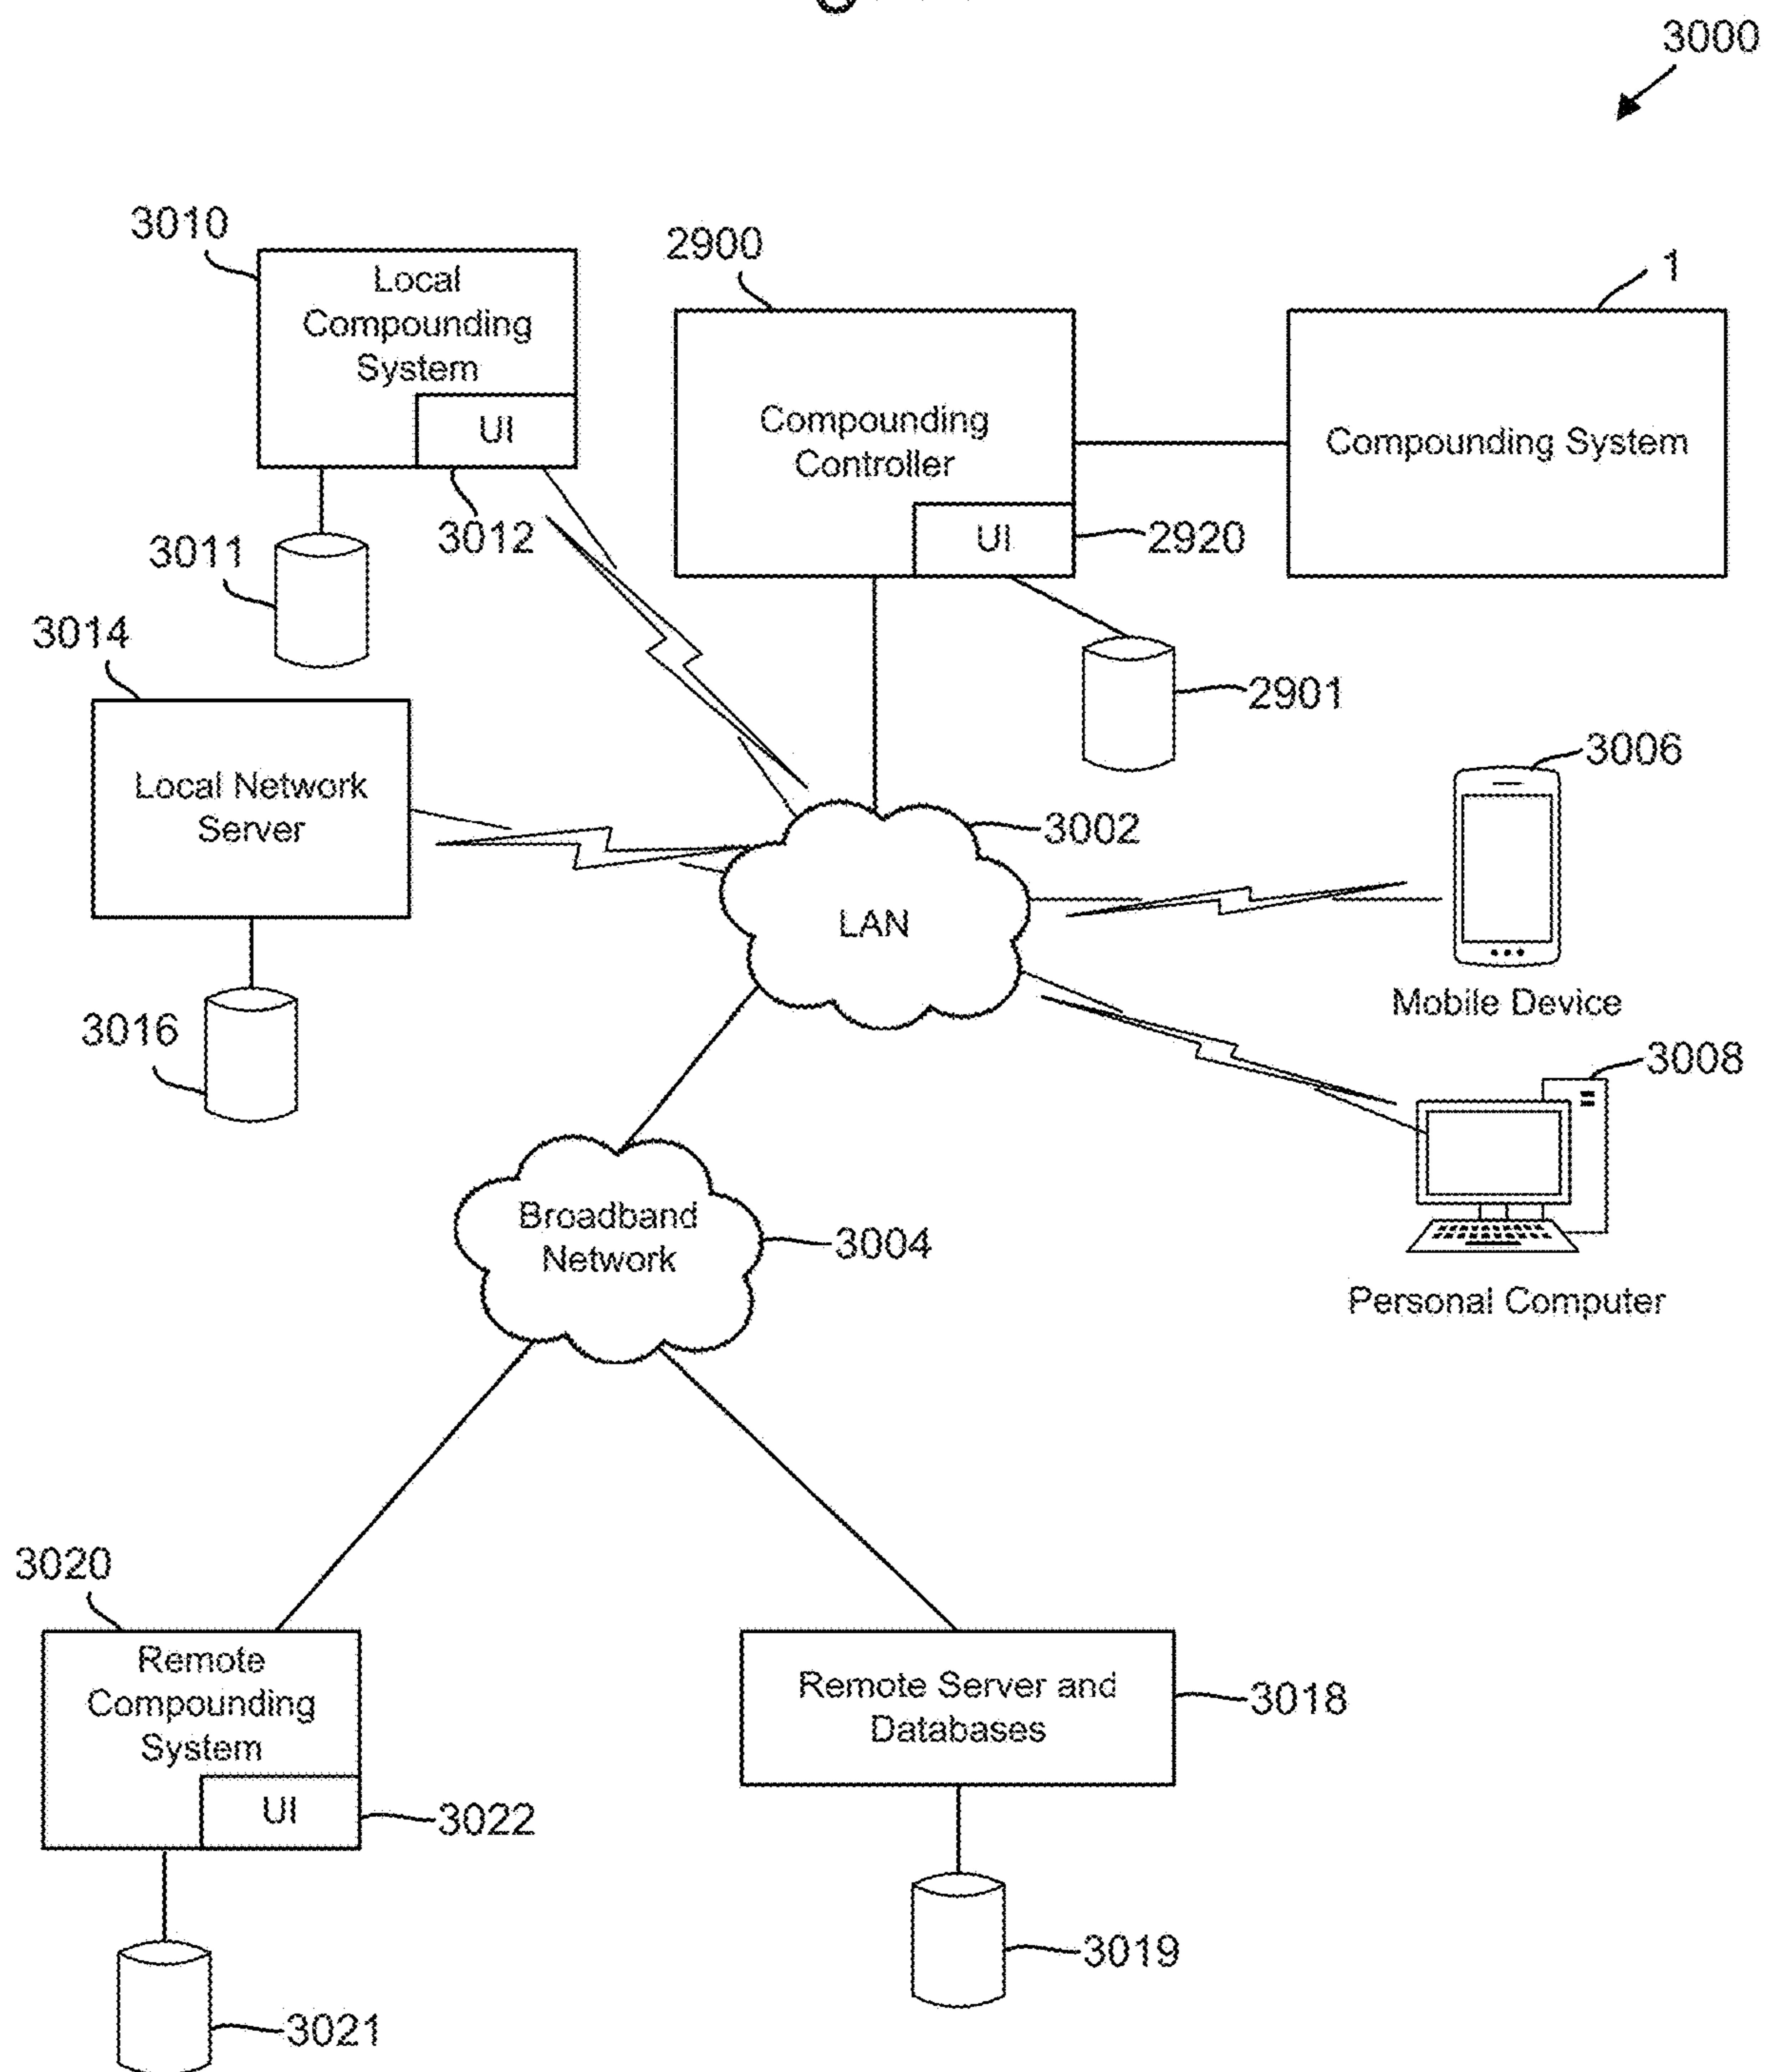 3000
3010
2900
1
Local
Compounding
System
UI
3012
3011
Compounding
Controller
UI
2920
2901
Compounding System
3014
Local Network
Server
3016
3002
LAN
3006
Mobile Device
3008
Personal Computer
Broadband
Network
3004
3020
Remote
Compounding
System
UI
3022
3021
Remote Server and
Databases
3018
3019